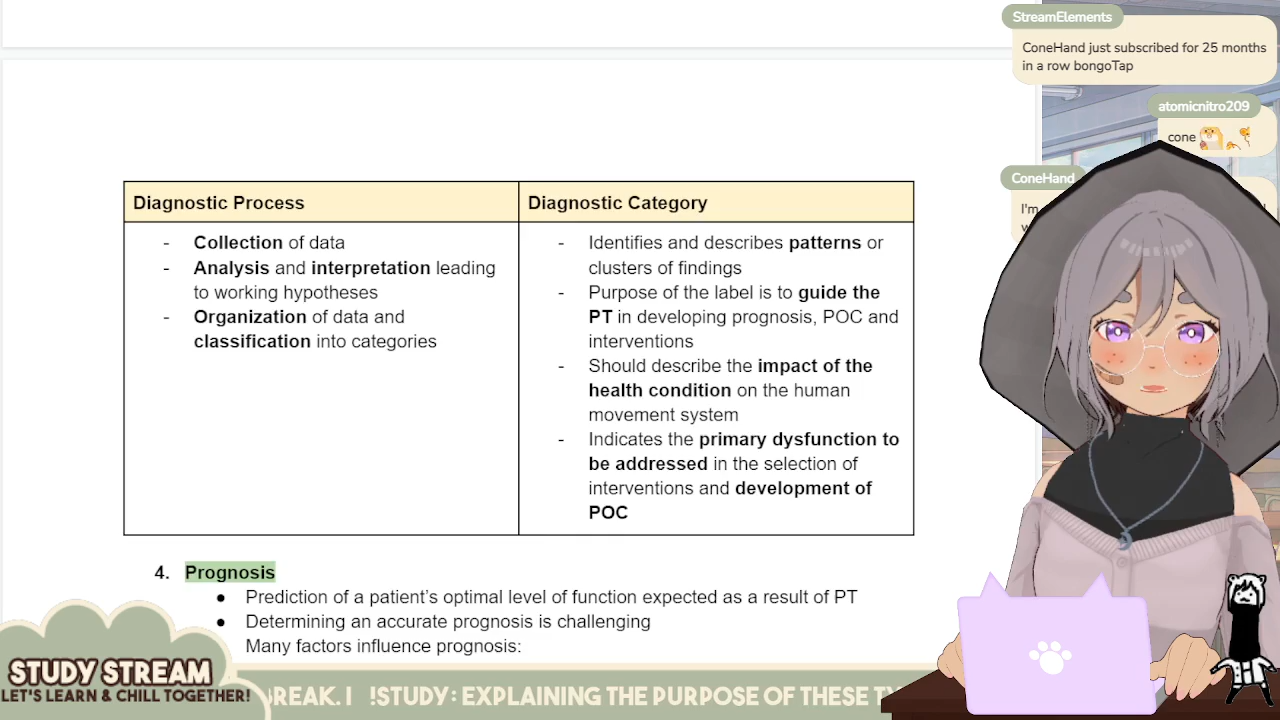 StreamElements
ConeHand just subscribed for 25 months
in a row bongoTap
atomicnitro209
cone
ConeHand
I'm
Diagnostic Process
- Collection of data
- Analysis and interpretation leading
to working hypotheses
- Organization of data and
classification into categories
Diagnostic Category
- Identifies and describes patterns or
clusters of findings
- Purpose of the label is to guide the
PT in developing prognosis, POC and
interventions
- Should describe the impact of the
health condition on the human
movement system
- Indicates the primary dysfunction to
be addressed in the selection of
interventions and development of
POC
4. Prognosis
● Prediction of a patient's optimal level of function expected as a result of PT
● Determining an accurate prognosis is challenging
Many factors influence prognosis:
STUDY STREAM
LET'S LEARN & CHILL TOGETHER!
BREAK. I !STUDY: EXPLAINING THE PURPOSE OF THESE